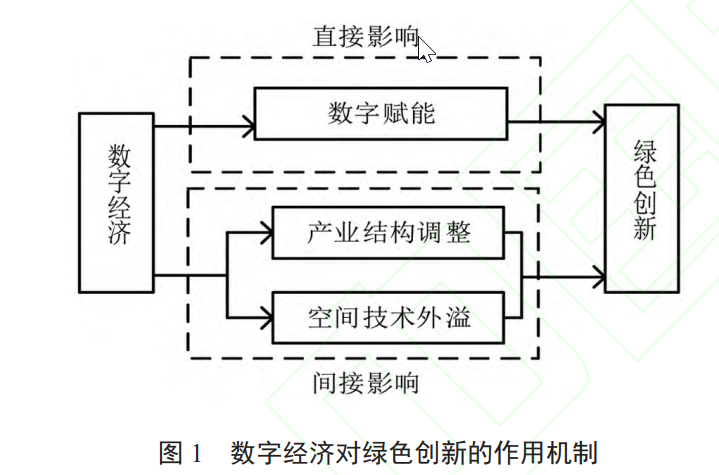 直接影响
数字赋能
数字经济
绿色创新
产业结构调整
空间技术外溢
间接影响
图 1 数字经济对绿色创新的作用机制